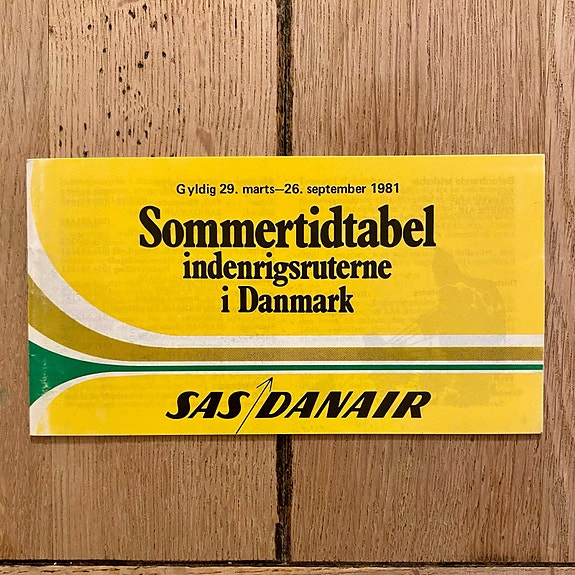 Gyldig 29. marts–26. september 1981
Sommertidtabel
indenrigsruterne
i Danmark
SAS/DANAIR